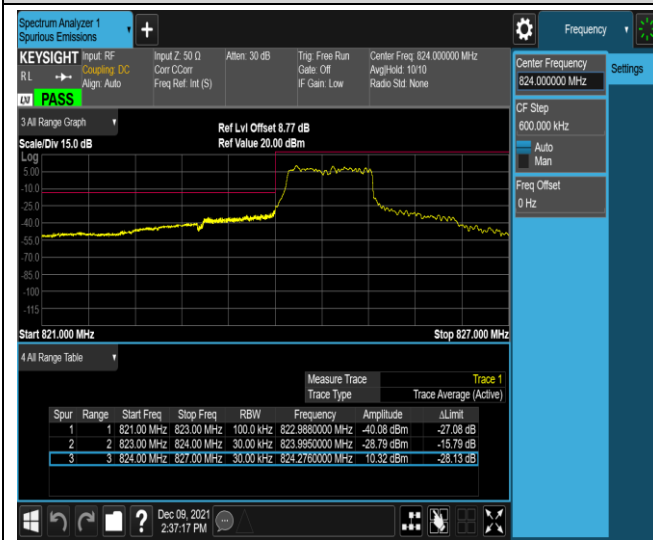 Spectrum Analyzer 1
Spurious Emissions
Frequency
KEYSIGHT Input: RF Input Z: 50 Ω Atten: 30 dB Trig: Free Run Center Freq: 824.000000 MHz
RL Coupling: DC Corr CCorr Gate: Off Avg|Hold: 10/10
Align: Auto Freq Ref: Int (S) IF Gain: Low Radio Std: None
LXI PASS
Center Frequency
824.000000 MHz
Settings
CF Step
600.000 kHz
Auto
Man
Freq Offset
0 Hz
3 All Range Graph
Ref Lvl Offset 8.77 dB
Scale/Div 15.0 dB Ref Value 20.00 dBm
Log
5.00
-10.0
-25.0
-40.0
-55.0
-70.0
-85.0
-100
-115
Start 821.000 MHz Stop 827.000 MHz
4 All Range Table
Measure Trace Trace 1
Trace Type Trace Average (Active)
Spur Range Start Freq Stop Freq RBW Frequency Amplitude ΔLimit
1 1 821.00 MHz 823.00 MHz 100.0 kHz 822.9880000 MHz -40.08 dBm -27.08 dB
2 2 823.00 MHz 824.00 MHz 30.00 kHz 823.9950000 MHz -28.79 dBm -15.79 dB
3 3 824.00 MHz 827.00 MHz 30.00 kHz 824.2760000 MHz 10.32 dBm -28.13 dB
Dec 09, 2021
2:37:17 PM